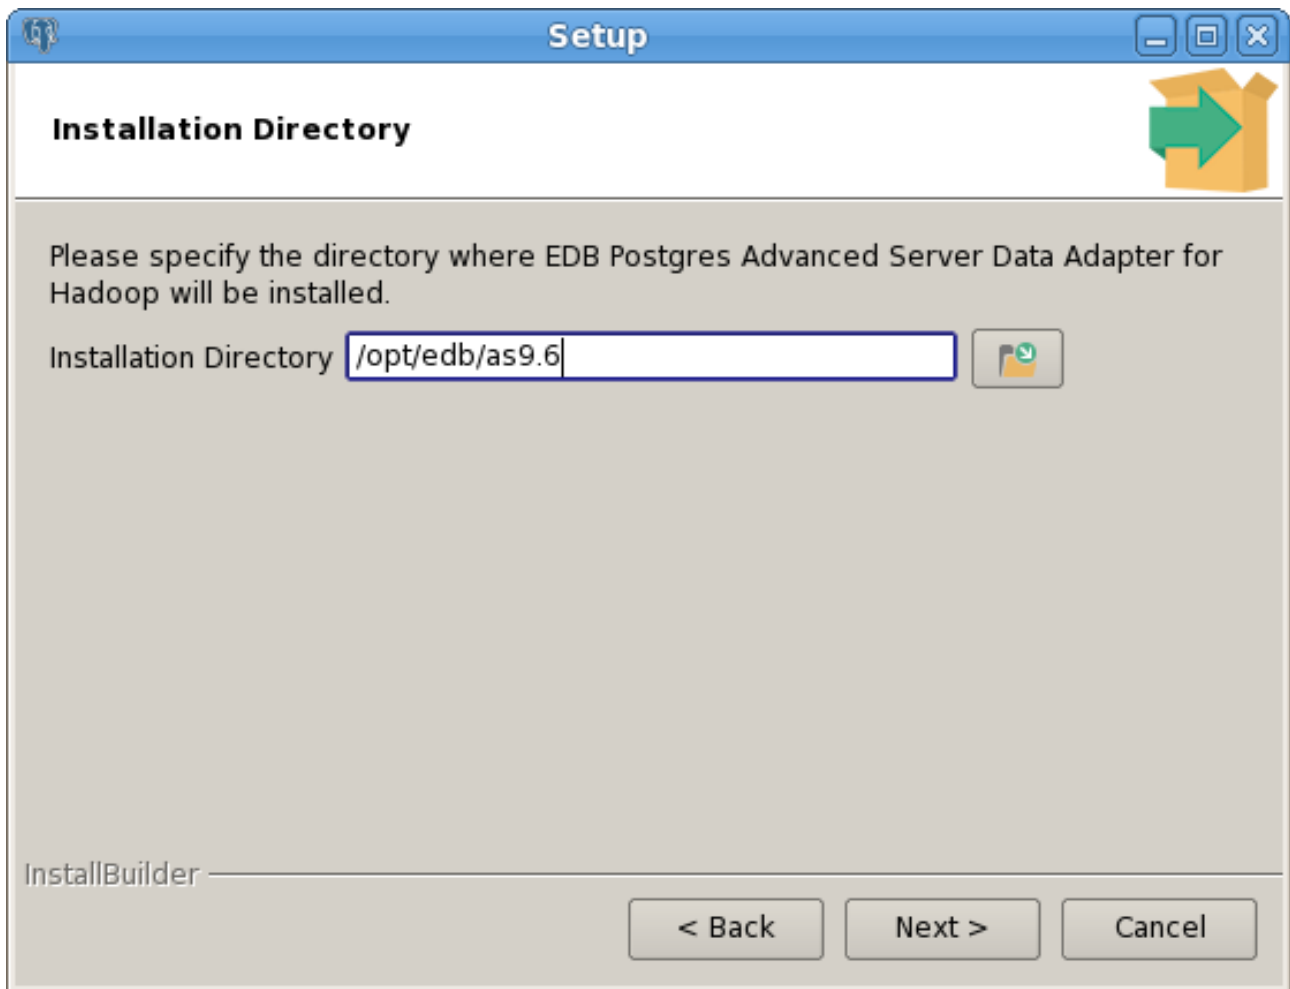 Setup
Installation Directory
Please specify the directory where EDB Postgres Advanced Server Data Adapter for
Hadoop will be installed.
Installation Directory /opt/edb/as9.6
InstallBuilder
< Back Next > Cancel